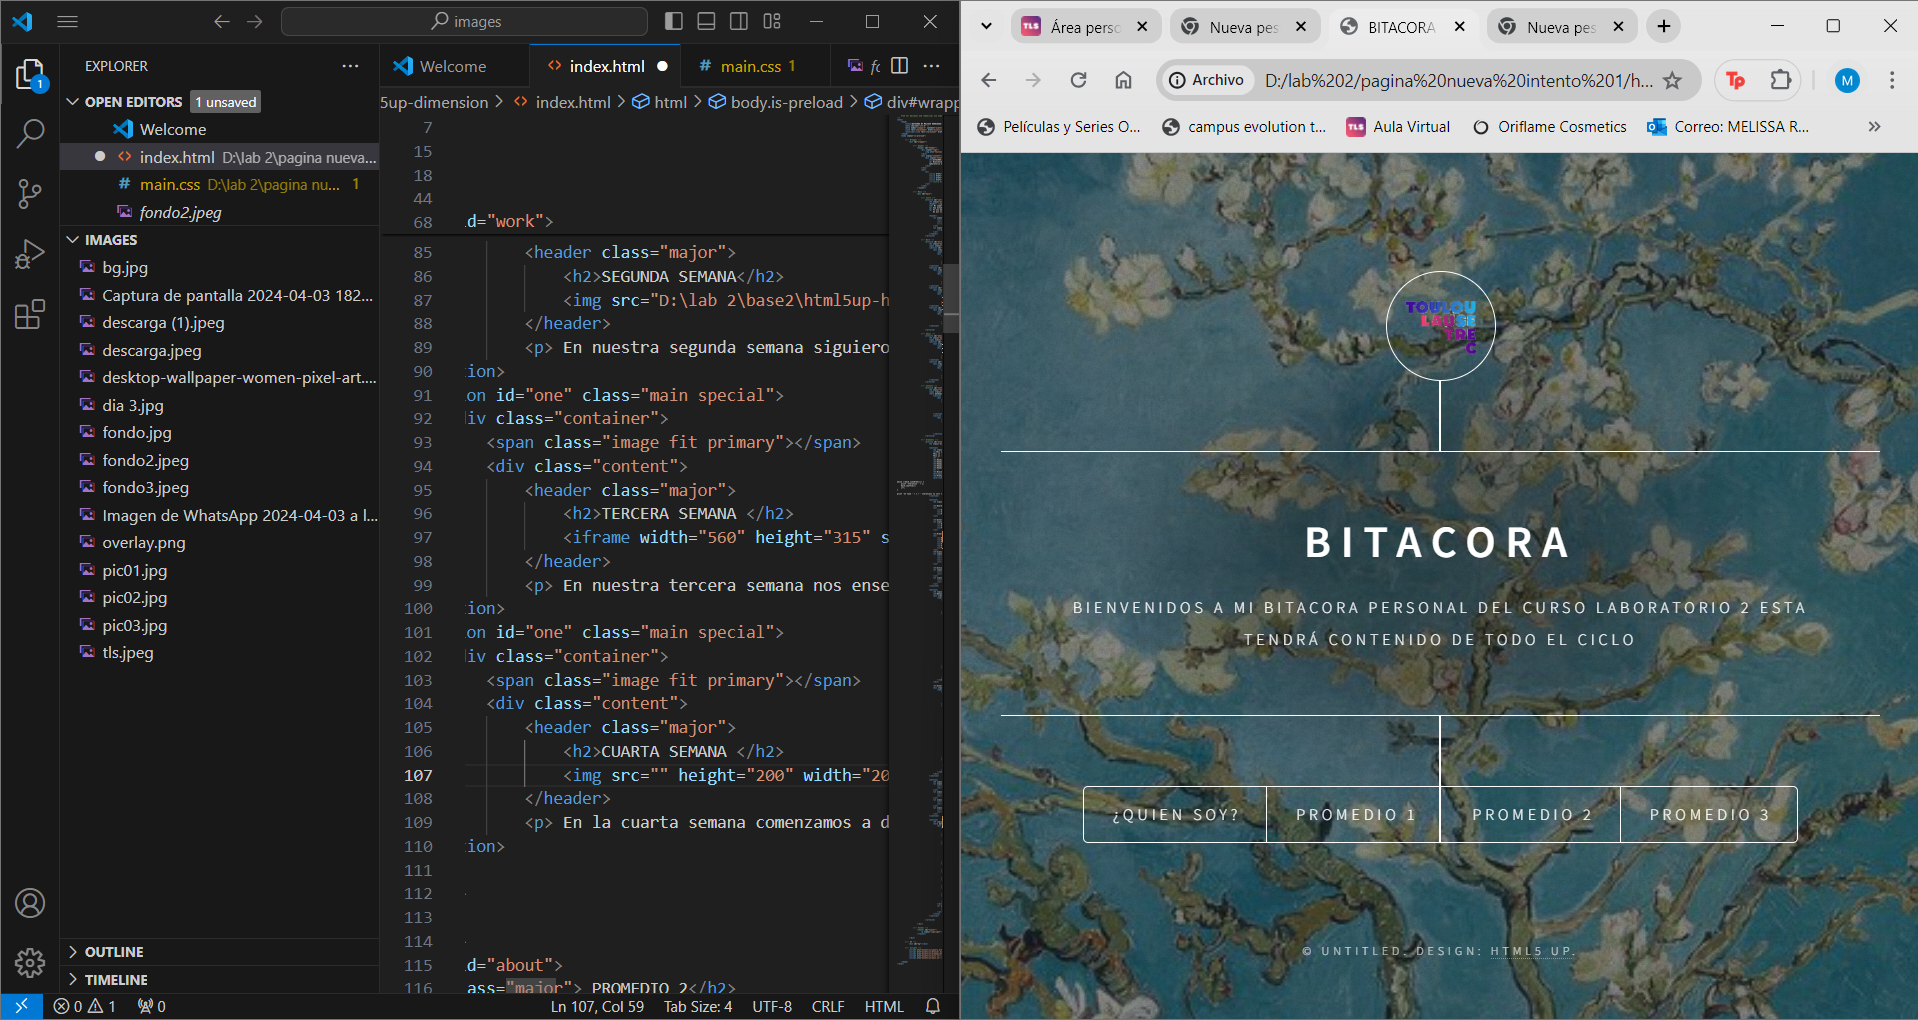 images
EXPLORER
OPEN EDITORS 1 unsaved
Welcome
index.html D:\lab 2\pagina nueva...
main.css D:\lab 2\pagina nu... 1
fondo2.jpeg
IMAGES
bg.jpg
Captura de pantalla 2024-04-03 182...
descarga (1).jpeg
descarga.jpeg
desktop-wallpaper-women-pixel-art....
dia 3.jpg
fondo.jpg
fondo2.jpeg
fondo3.jpeg
Imagen de WhatsApp 2024-04-03 a l...
overlay.png
pic01.jpg
pic02.jpg
pic03.jpg
tls.jpeg
OUTLINE
TIMELINE
1
Welcome
index.html
main.css 1
fo
5up-dimension > index.html > html > body.is-preload > div#wrapp
7
15
18
44
68 d="work">
85 <header class="major">
86 <h2>SEGUNDA SEMANA</h2>
87 <img src="D:\lab 2\base2\html5up-h
88 </header>
89 <p> En nuestra segunda semana siguiero
90 ion>
91 on id="one" class="main special">
92 div class="container">
93 <span class="image fit primary"></span>
94 <div class="content">
95 <header class="major">
96 <h2>TERCERA SEMANA </h2>
97 <iframe width="560" height="315" s
98 </header>
99 <p> En nuestra tercera semana nos ense
100 ion>
101 on id="one" class="main special">
102 div class="container">
103 <span class="image fit primary"></span>
104 <div class="content">
105 <header class="major">
106 <h2>CUARTA SEMANA </h2>
107 <img src="" height="200" width="20
108 </header>
109 <p> En la cuarta semana comenzamos a d
110 ion>
111
112
113
114
115 d="about">
116 ass="major"> PROMEDIO 2</h2>
0 1 0 Ln 107, Col 59 Tab Size: 4 UTF-8 CRLF HTML
TLS Área perso
Nueva pes
BITACORA
Nueva pes
Archivo D:/lab%202/pagina%20nueva%20intento%201/h...
Tp
M
Películas y Series O...
campus evolution t...
TLS Aula Virtual
Oriflame Cosmetics
Correo: MELISSA R...
TOULOU
LAUSE
TRE
C
BITACORA
BIENVENIDOS A MI BITACORA PERSONAL DEL CURSO LABORATORIO 2 ESTA
TENDRÁ CONTENIDO DE TODO EL CICLO
¿QUIEN SOY?
PROMEDIO 1
PROMEDIO 2
PROMEDIO 3
© UNTITLED. DESIGN: HTML5 UP.